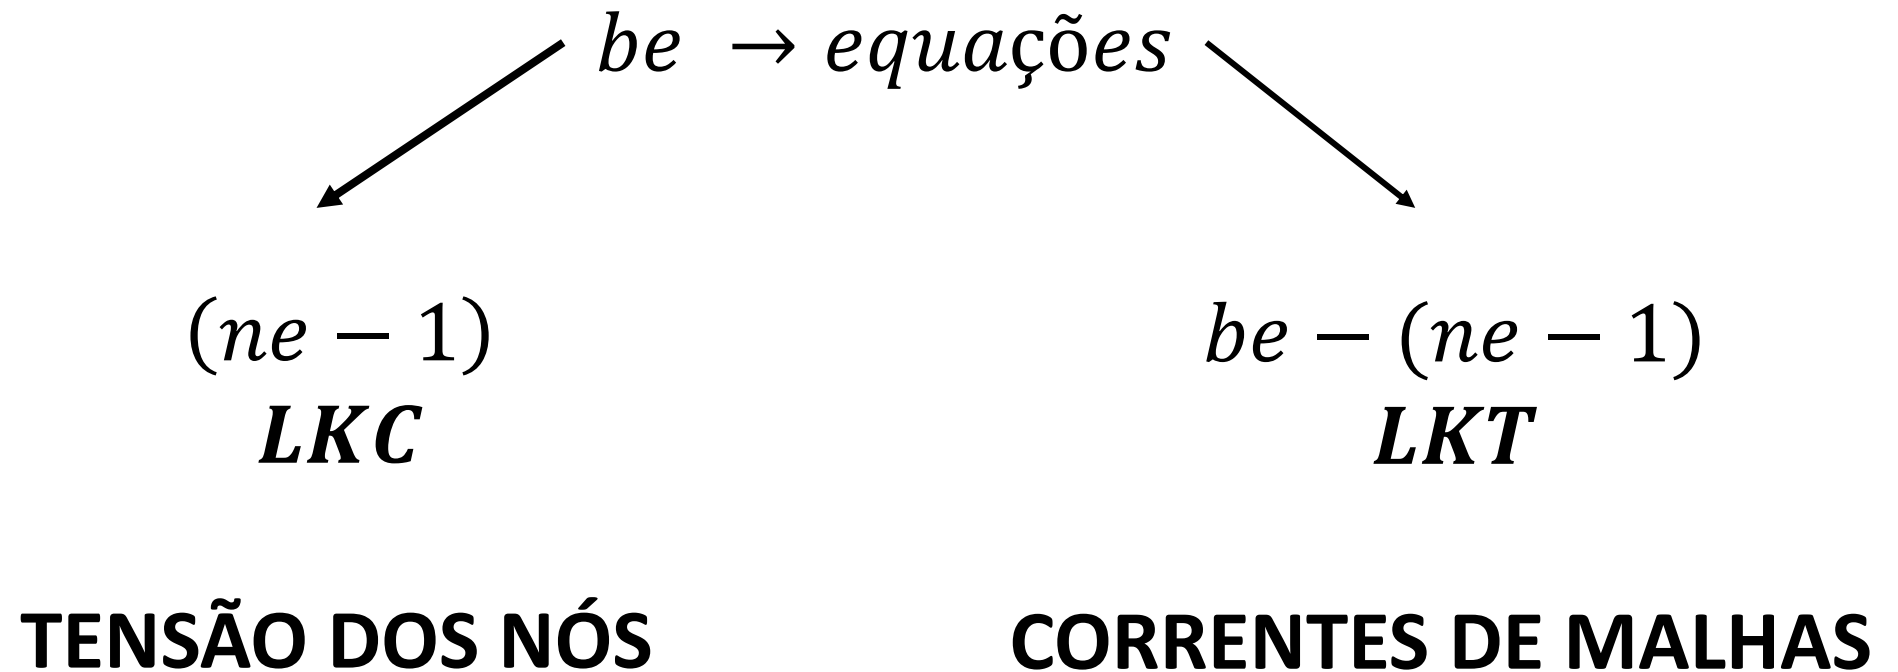 be → equações
(ne − 1)
LKC
be − (ne − 1)
LKT
TENSÃO DOS NÓS
CORRENTES DE MALHAS